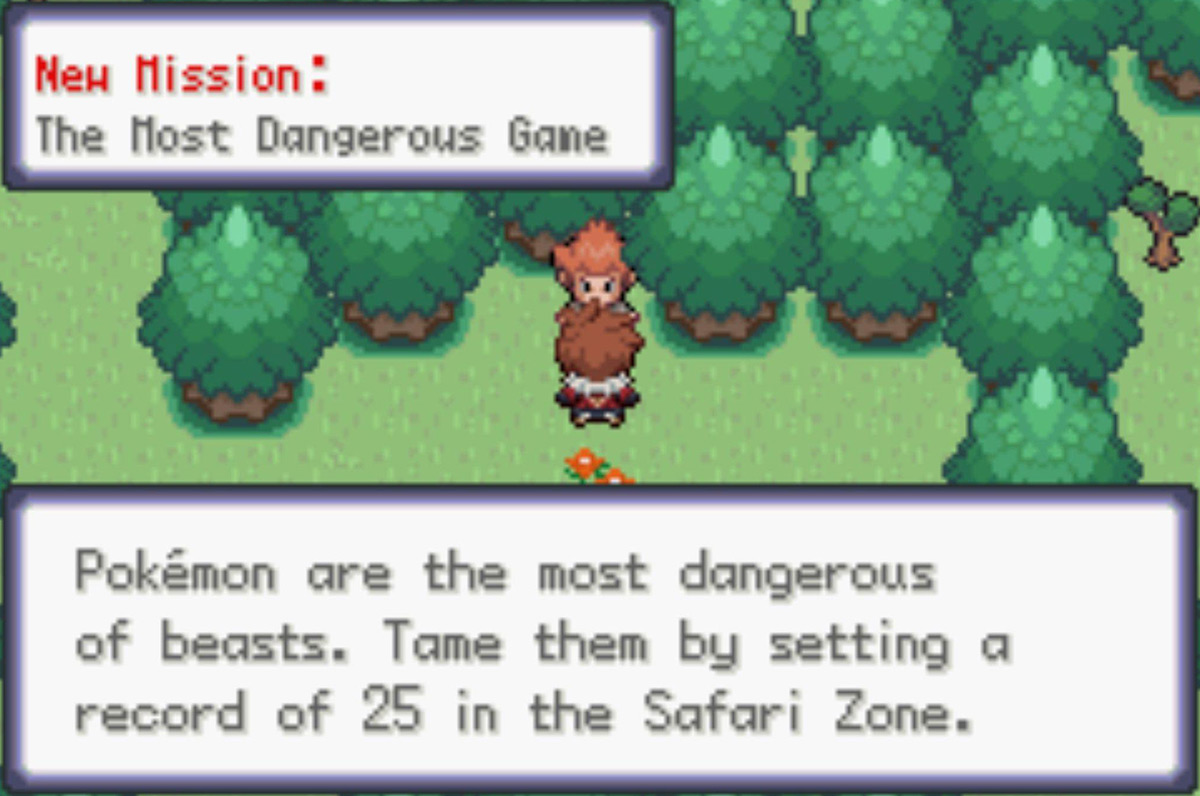 New Mission:
The Most Dangerous Game
Pokémon are the most dangerous
of beasts. Tame them by setting a
record of 25 in the Safari Zone.